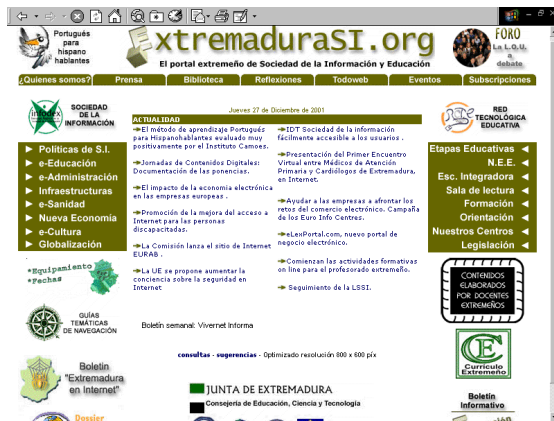 Portugués
para
hispano
hablantes
extremaduraSI.org
El portal extremeño de Sociedad de la Información y Educación
FORO
La L.O.U.
a
debate
¿Quienes somos?
Prensa
Biblioteca
Reflexiones
Todoweb
Eventos
Subscripciones
infodex
SOCIEDAD
DE LA
INFORMACIÓN
Políticas de S.I.
e-Educación
e-Administración
Infraestructuras
e-Sanidad
Nueva Economía
e-Cultura
Globalización
*Equipamiento
*Fechas
GUÍAS
TEMÁTICAS
DE NAVEGACIÓN
Boletin
"Extremadura
en Internet"
Dossier
Jueves 27 de Diciembre de 2001
ACTUALIDAD
El método de aprendizaje Portugués
para Hispanohablantes evaluado muy
positivamente por el Instituto Camoes.
Jornadas de Contenidos Digitales:
Documentación de las ponencias.
El impacto de la economia electrónica
en las empresas europeas .
Promoción de la mejora del acceso a
Internet para las personas
discapacitadas.
La Comisión lanza el sitio de Internet
EURAB .
La UE se propone aumentar la
conciencia sobre la seguridad en
Internet
IDT Sociedad de la información
fácilmente accesible a los usuarios .
Presentación del Primer Encuentro
Virtual entre Médicos de Atención
Primaria y Cardiólogos de Extremadura,
en Internet.
Ayudar a las empresas a afrontar los
retos del comercio electrónico. Campaña
de los Euro Info Centres.
eLexPortal.com, nuevo portal de
negocio electrónico.
Comienzan las actividades formativas
on line para el profesorado extremeño.
Seguimiento de la LSSI.
Boletín semanal: Vivernet Informa
consultas - sugerencias - Optimizado resolución 800 x 600 píx
JUNTA DE EXTREMADURA
Consejería de Educación, Ciencia y Tecnología
RED
TECNOLÓGICA
EDUCATIVA
Etapas Educativas
N.E.E.
Esc. Integradora
Sala de lectura
Formación
Orientación
Nuestros Centros
Legislación
CONTENIDOS
ELABORADOS
POR DOCENTES
EXTREMEÑOS
CE
Currículo
Extremeño
Boletín
Informativo